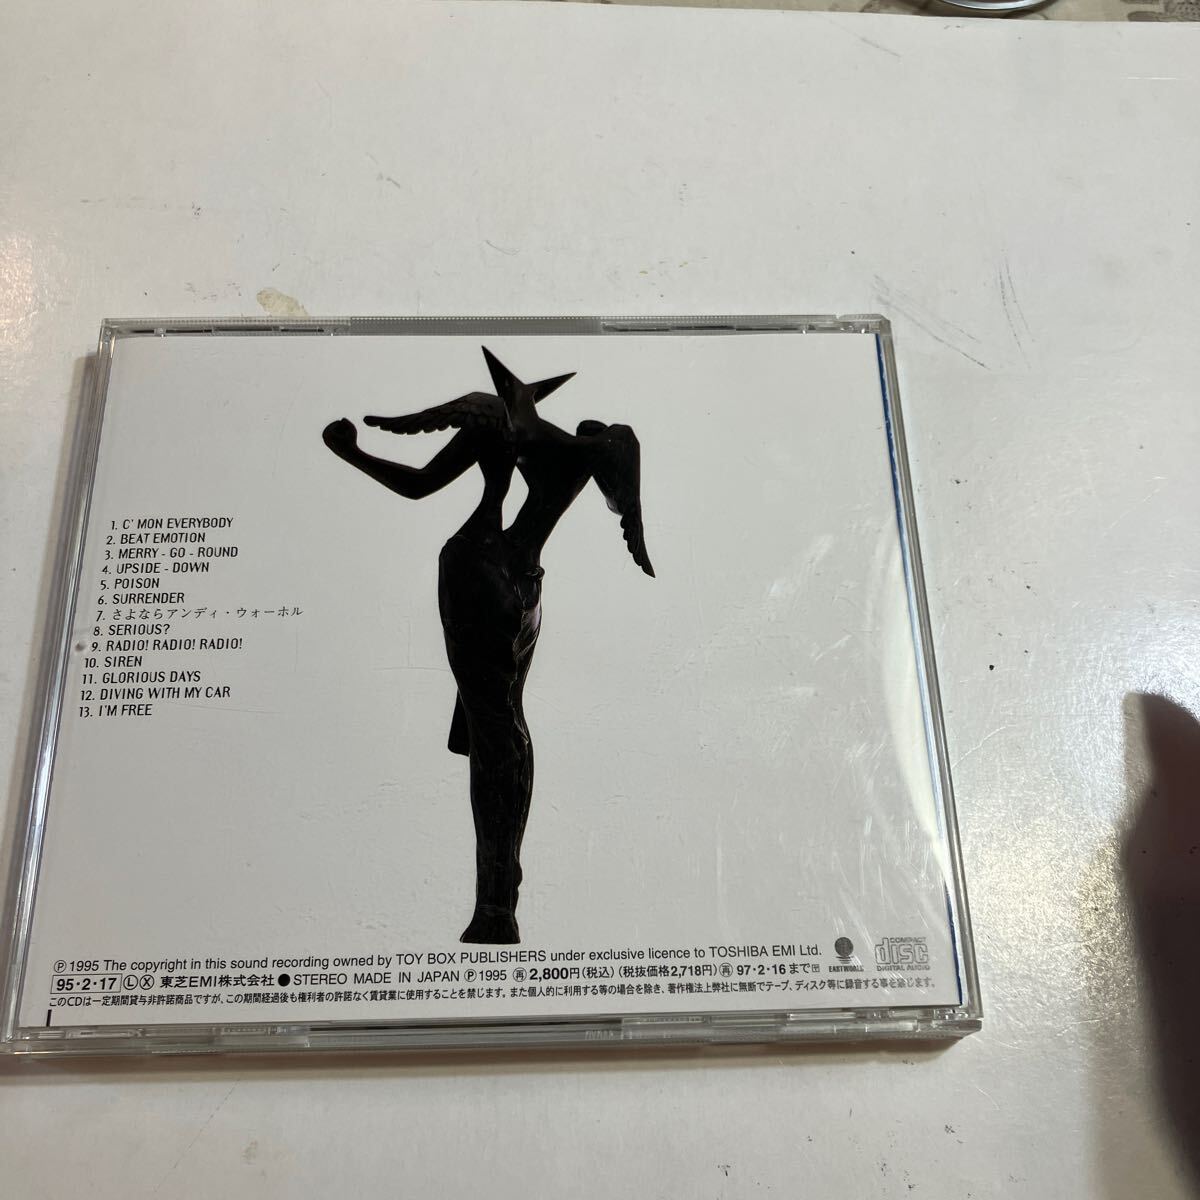 1. C' MON EVERYBODY
2. BEAT EMOTION
3. MERRY - GO - ROUND
4. UPSIDE - DOWN
5. POISON
6. SURRENDER
7. さよならアンディ・ウォーホル
8. SERIOUS?
9. RADIO! RADIO! RADIO!
10. SIREN
11. GLORIOUS DAYS
12. DIVING WITH MY CAR
13. I'M FREE
Ⓟ 1995 The copyright in this sound recording owned by TOY BOX PUBLISHERS under exclusive licence to TOSHIBA EMI Ltd.
95・2・17 Ⓛ Ⓧ 東芝EMI株式会社 ● STEREO MADE IN JAPAN Ⓟ 1995 再 2,800円(税込) (税抜価格2,718円) 再 97・2・16 まで
このCDは一定期間貸与非許諾商品ですが、この期間経過後も権利者の許諾なく賃貸業に使用することを禁じます。また個人的に利用する等の場合を除き、著作権法上弊社に無断でテープ、ディスク等に録音する事を禁じます。
EASTWORLD
COMPACT
disc
DIGITAL AUDIO